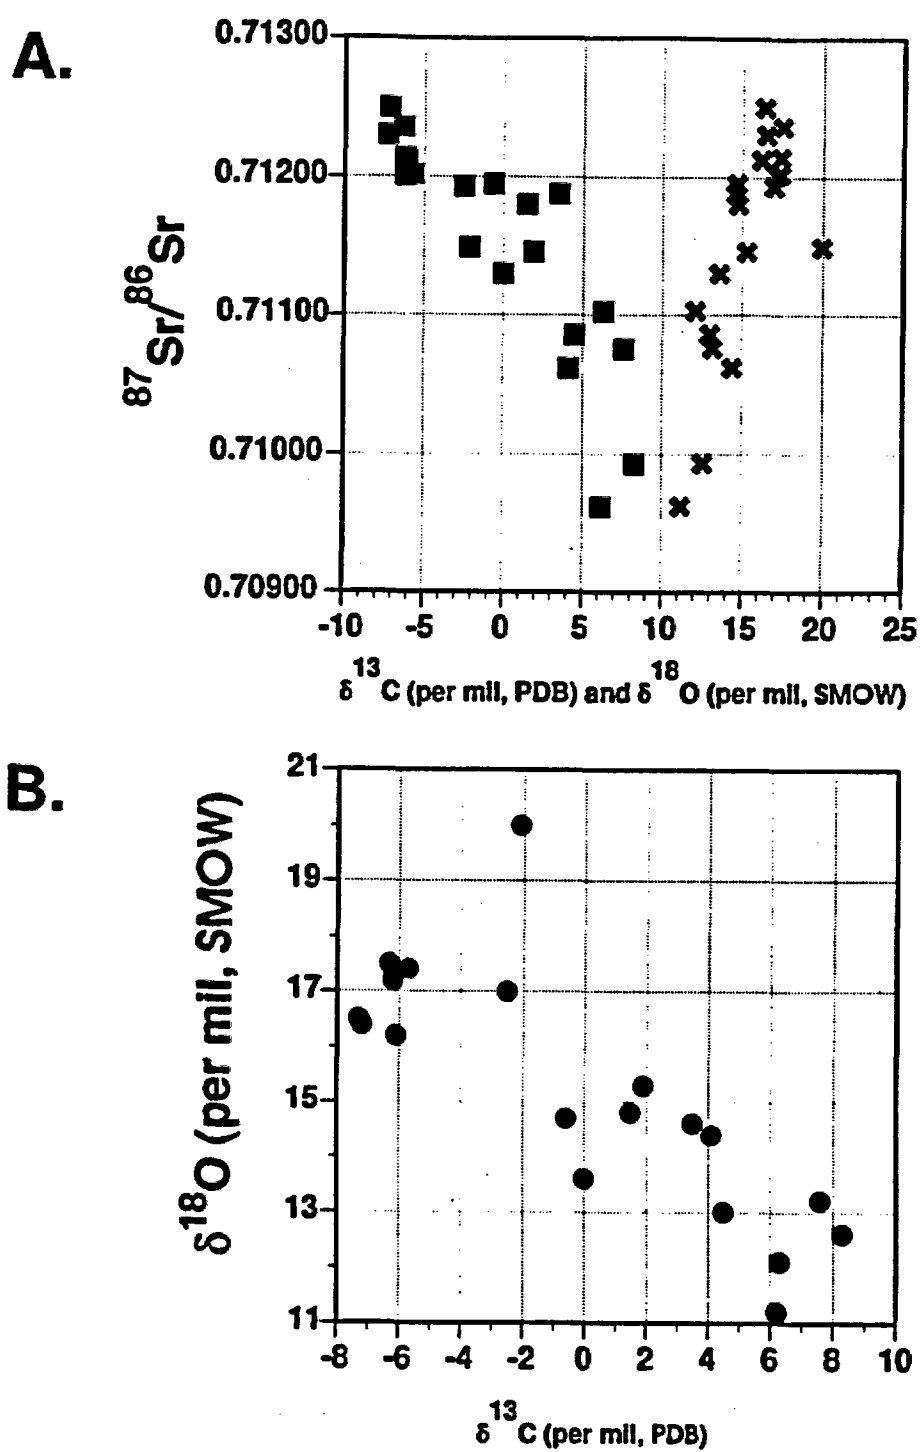 A.
0.71300
0.71200
0.71100
0.71000
0.70900
87Sr/86Sr
-10 -5 0 5 10 15 20 25
δ13C (per mil, PDB) and δ18O (per mil, SMOW)
B.
21
19
17
15
13
11
δ18O (per mil, SMOW)
-8 -6 -4 -2 0 2 4 6 8 10
δ13C (per mil, PDB)